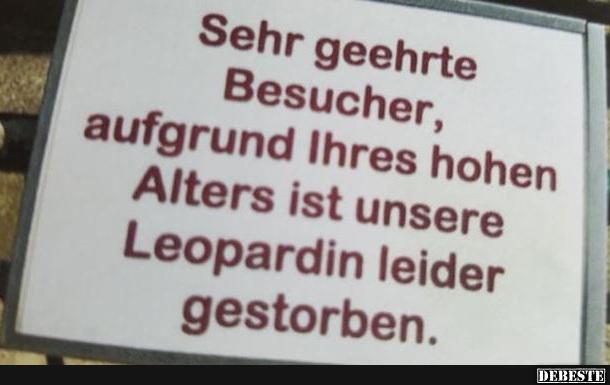 Sehr geehrte
Besucher,
aufgrund Ihres hohen
Alters ist unsere
Leopardin leider
gestorben.
DEBESTE